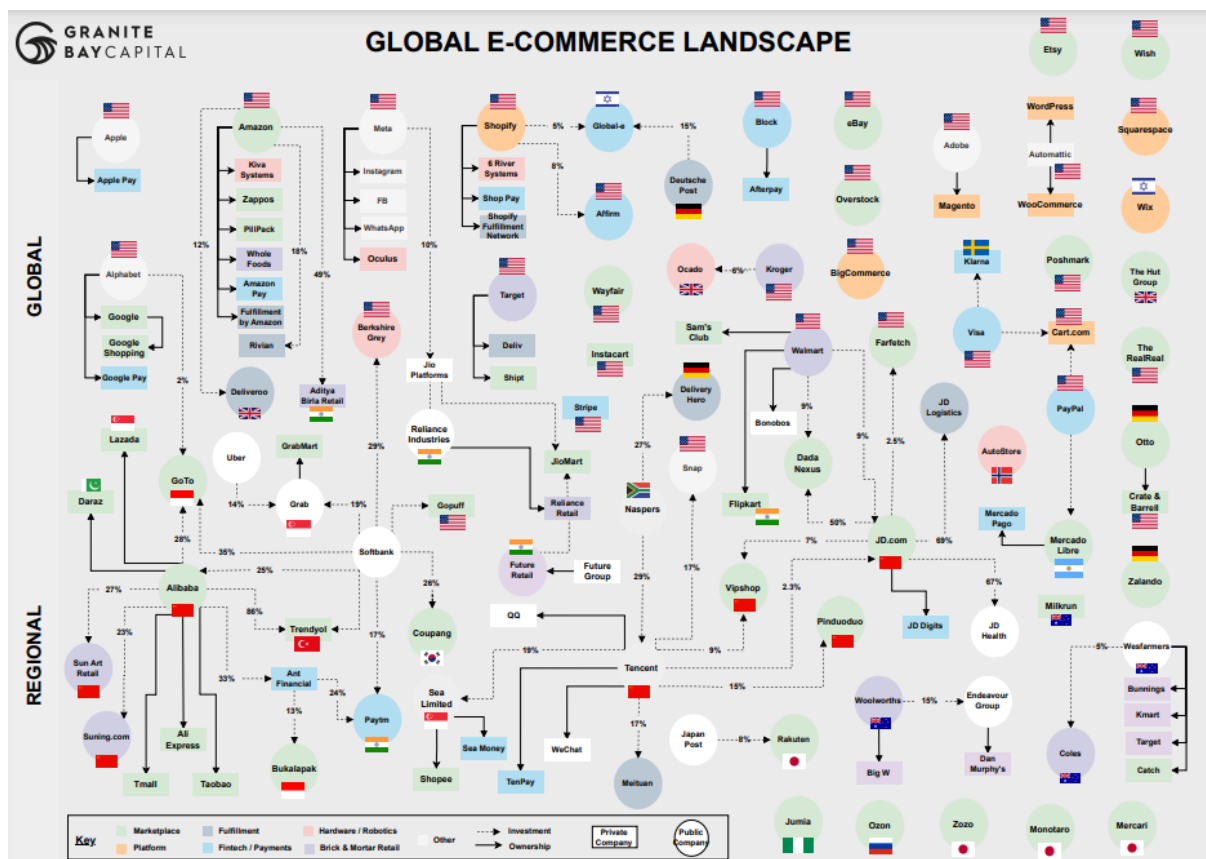 GRANITE
BAYCAPITAL
GLOBAL E-COMMERCE LANDSCAPE
GLOBAL
REGIONAL
Etsy
Wish
Apple
Apple Pay
Amazon
Kiva
Systems
Zappos
PillPack
Whole
Foods
Amazon
Pay
Fulfillment
by Amazon
Rivian
12%
18%
49%
Meta
Instagram
FB
WhatsApp
Oculus
10%
Shopify
5%
8%
6 River
Systems
Shop Pay
Shopify
Fulfillment
Network
Global-e
15%
Affirm
Deutsche
Post
Block
Afterpay
eBay
Overstock
Adobe
Magento
WordPress
Automattic
WooCommerce
Squarespace
Wix
Alphabet
Google
Google
Shopping
Google Pay
2%
Deliveroo
Aditya
Birla Retail
Berkshire
Grey
29%
Target
Deliv
Shipt
Wayfair
Instacart
Ocado
6%
Kroger
BigCommerce
Klarna
Poshmark
The Hut
Group
Sam's
Club
Walmart
Farfetch
Visa
Cart.com
The
RealReal
Jio
Platforms
Delivery
Hero
Bonobos
9%
9%
2.5%
JD
Logistics
PayPal
Stripe
Lazada
Uber
GrabMart
Reliance
Industries
27%
Snap
Dada
Nexus
AutoStore
Otto
GoTo
Daraz
14%
Grab
19%
Gopuff
JioMart
Reliance
Retail
Naspers
Flipkart
Crate &
Barrell
28%
35%
Softbank
50%
Mercado
Pago
25%
Future
Retail
Future
Group
7%
JD.com
69%
Mercado
Libre
Zalando
Alibaba
27%
86%
23%
26%
29%
17%
Vipshop
2.3%
67%
Milkrun
QQ
Trendyol
17%
Coupang
Pinduoduo
JD Digits
JD
Health
Sun Art
Retail
19%
9%
5%
Wesfarmers
33%
Ant
Financial
24%
Sea
Limited
Tencent
15%
Bunnings
13%
Paytm
17%
Woolworths
15%
Endeavour
Group
Kmart
Suning.com
Ali
Express
Sea Money
WeChat
Japan
Post
8%
Rakuten
Target
Coles
Tmall
Taobao
Bukalapak
Shopee
TenPay
Meituan
Big W
Dan
Murphy's
Catch
Key
Marketplace
Platform
Fulfillment
Fintech / Payments
Hardware / Robotics
Brick & Mortar Retail
Other
Investment
Ownership
Private
Company
Public
Company
Jumia
Ozon
Zozo
Monotaro
Mercari